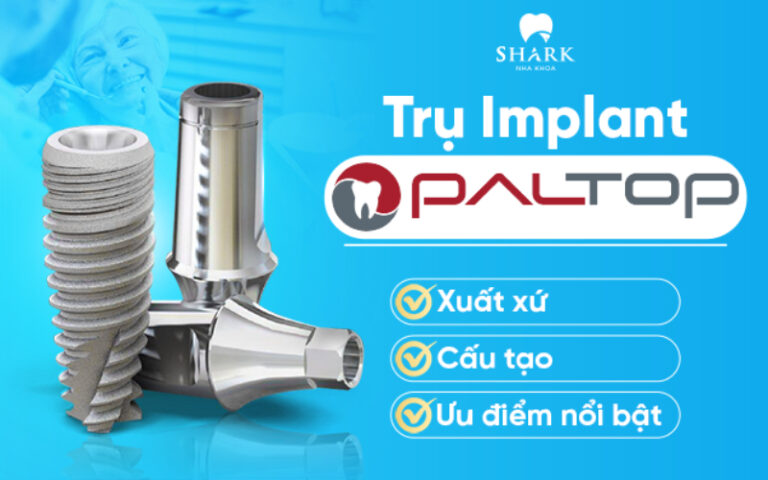 SHARK
NHA KHOA
Trụ Implant
PALTOP
Xuất xứ
Cấu tạo
Ưu điểm nổi bật